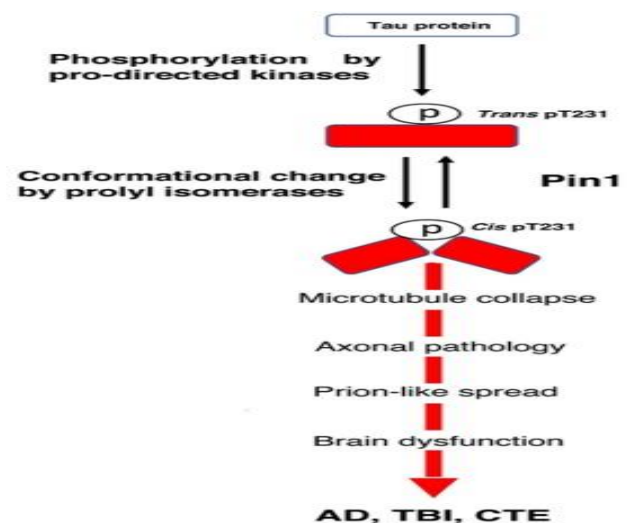 Tau protein
Phosphorylation by
pro-directed kinases
p
Trans pT231
Conformational change
by prolyl isomerases
Pin1
p
Cis pT231
Microtubule collapse
Axonal pathology
Prion-like spread
Brain dysfunction
AD, TBI, CTE